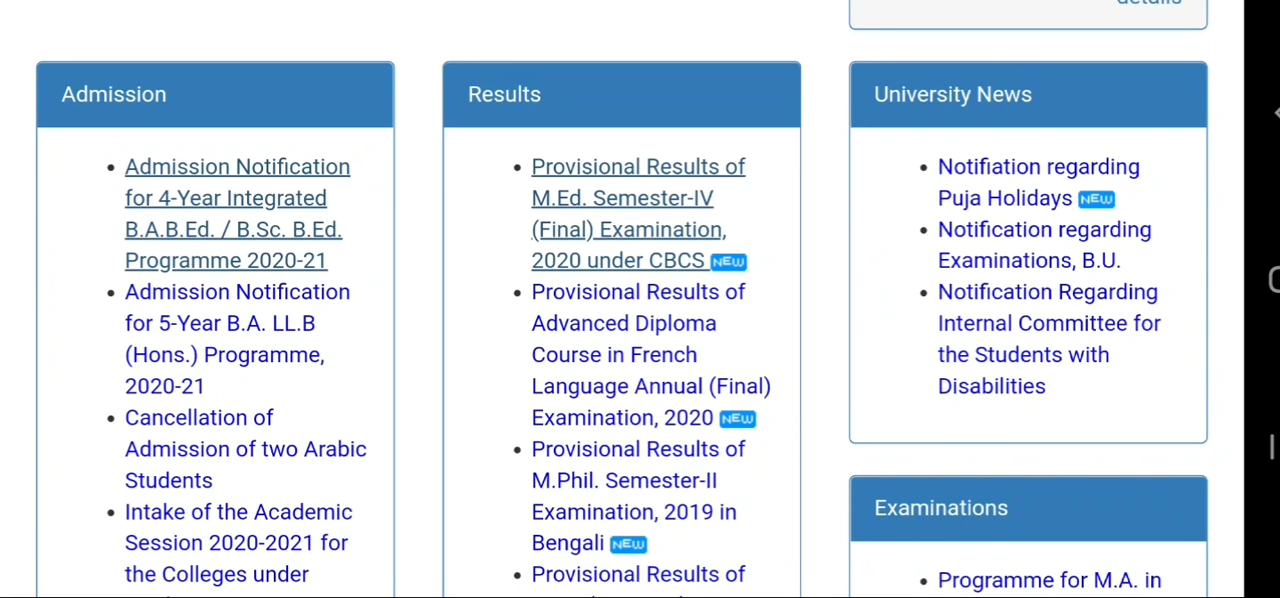 details
Admission
Admission Notification
for 4-Year Integrated
B.A.B.Ed. / B.Sc. B.Ed.
Programme 2020-21
Admission Notification
for 5-Year B.A. LL.B
(Hons.) Programme,
2020-21
Cancellation of
Admission of two Arabic
Students
Intake of the Academic
Session 2020-2021 for
the Colleges under
Results
Provisional Results of
M.Ed. Semester-IV
(Final) Examination,
2020 under CBCS NEW
Provisional Results of
Advanced Diploma
Course in French
Language Annual (Final)
Examination, 2020 NEW
Provisional Results of
M.Phil. Semester-II
Examination, 2019 in
Bengali NEW
Provisional Results of
University News
Notifiation regarding
Puja Holidays NEW
Notification regarding
Examinations, B.U.
Notification Regarding
Internal Committee for
the Students with
Disabilities
Examinations
Programme for M.A. in